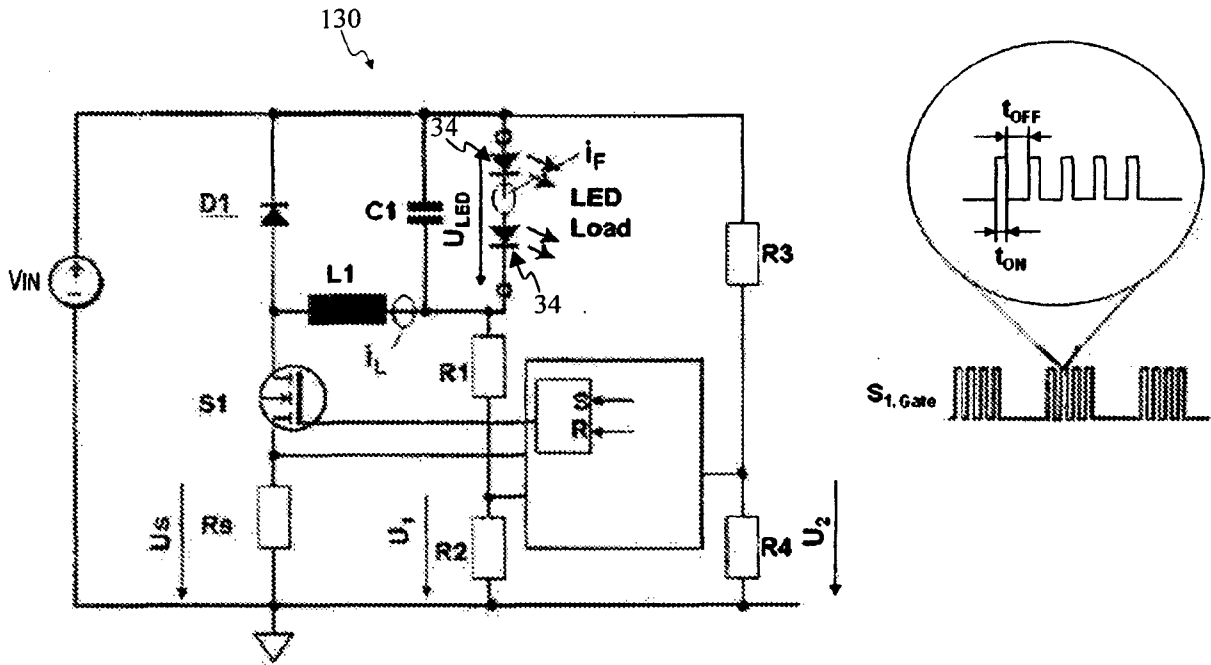 130
34
iF
LED
Load
ULED
D1
C1
L1
34
iL
VIN
R3
R1
S1
S
R
Us
Rs
U1
R2
R4
U2
tOFF
tON
S1, Gate